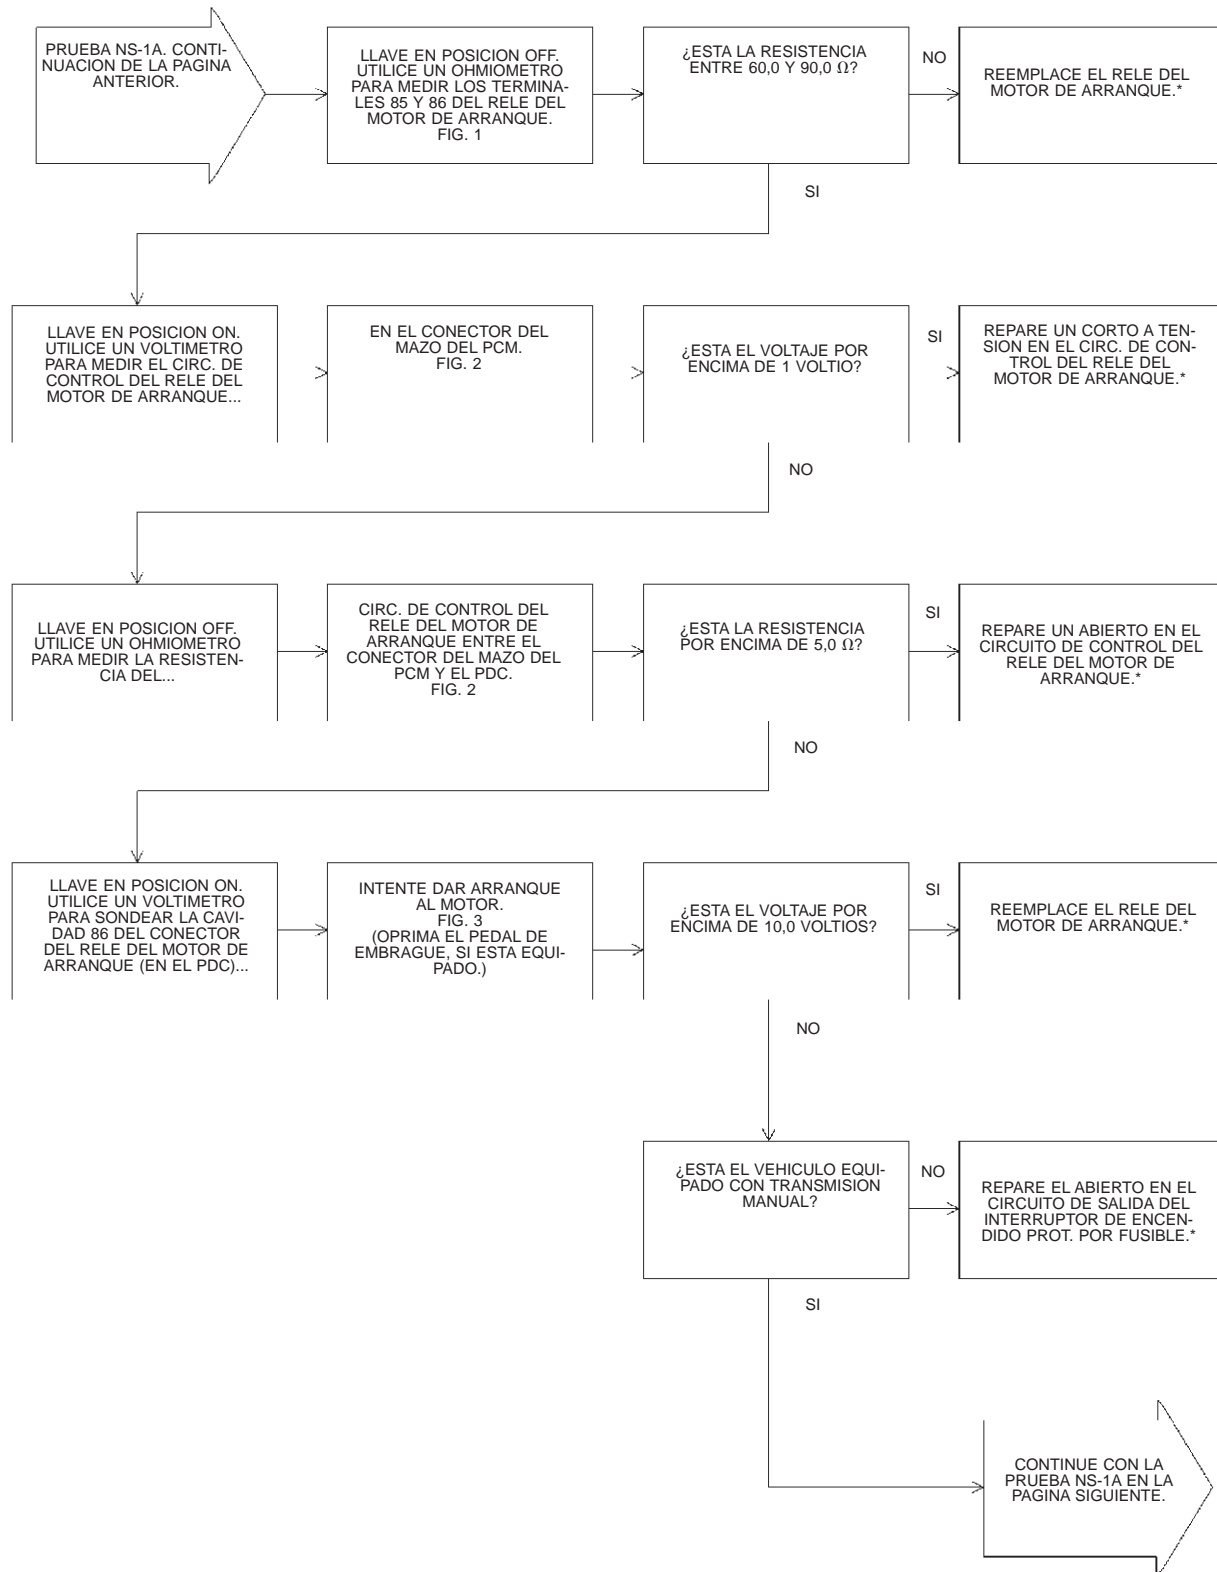 PRUEBA NS-1A. CONTI-
NUACION DE LA PAGINA
ANTERIOR.
LLAVE EN POSICION OFF.
UTILICE UN OHMIOMETRO
PARA MEDIR LOS TERMINA-
LES 85 Y 86 DEL RELE DEL
MOTOR DE ARRANQUE.
FIG. 1
¿ESTA LA RESISTENCIA
ENTRE 60,0 Y 90,0 Ω?
NO
REEMPLACE EL RELE DEL
MOTOR DE ARRANQUE.*
SI
LLAVE EN POSICION ON.
UTILICE UN VOLTIMETRO
PARA MEDIR EL CIRC. DE
CONTROL DEL RELE DEL
MOTOR DE ARRANQUE...
EN EL CONECTOR DEL
MAZO DEL PCM.
FIG. 2
¿ESTA EL VOLTAJE POR
ENCIMA DE 1 VOLTIO?
SI
REPARE UN CORTO A TEN-
SION EN EL CIRC. DE CON-
TROL DEL RELE DEL
MOTOR DE ARRANQUE.*
NO
LLAVE EN POSICION OFF.
UTILICE UN OHMIOMETRO
PARA MEDIR LA RESISTEN-
CIA DEL...
CIRC. DE CONTROL DEL
RELE DEL MOTOR DE
ARRANQUE ENTRE EL
CONECTOR DEL MAZO DEL
PCM Y EL PDC.
FIG. 2
¿ESTA LA RESISTENCIA
POR ENCIMA DE 5,0 Ω?
SI
REPARE UN ABIERTO EN EL
CIRCUITO DE CONTROL DEL
RELE DEL MOTOR DE
ARRANQUE.*
NO
LLAVE EN POSICION ON.
UTILICE UN VOLTIMETRO
PARA SONDEAR LA CAVI-
DAD 86 DEL CONECTOR
DEL RELE DEL MOTOR DE
ARRANQUE (EN EL PDC)...
INTENTE DAR ARRANQUE
AL MOTOR.
FIG. 3
(OPRIMA EL PEDAL DE
EMBRAGUE, SI ESTA EQUI-
PADO.)
¿ESTA EL VOLTAJE POR
ENCIMA DE 10,0 VOLTIOS?
SI
REEMPLACE EL RELE DEL
MOTOR DE ARRANQUE.*
NO
¿ESTA EL VEHICULO EQUI-
PADO CON TRANSMISION
MANUAL?
NO
REPARE EL ABIERTO EN EL
CIRCUITO DE SALIDA DEL
INTERRUPTOR DE ENCEN-
DIDO PROT. POR FUSIBLE.*
SI
CONTINUE CON LA
PRUEBA NS-1A EN LA
PAGINA SIGUIENTE.